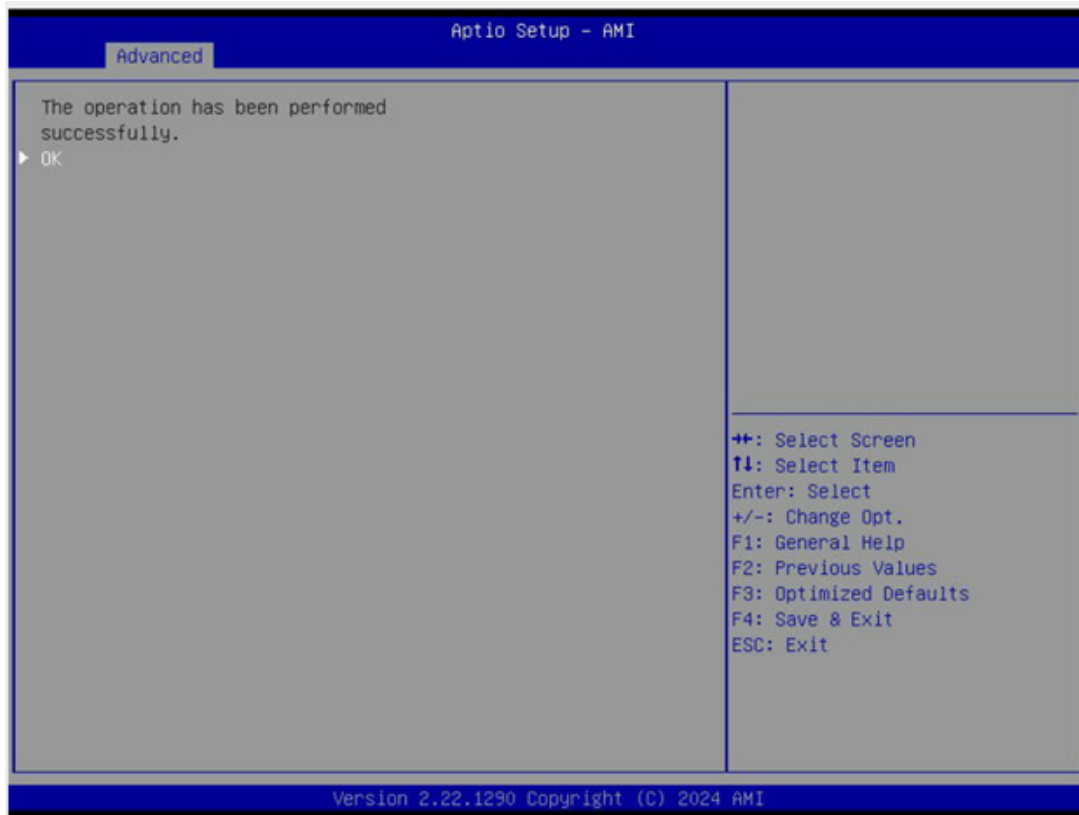 Aptio Setup - AMI
Advanced
The operation has been performed
successfully.
▶ OK
→←: Select Screen
↑↓: Select Item
Enter: Select
+/-: Change Opt.
F1: General Help
F2: Previous Values
F3: Optimized Defaults
F4: Save & Exit
ESC: Exit
Version 2.22.1290 Copyright (C) 2024 AMI